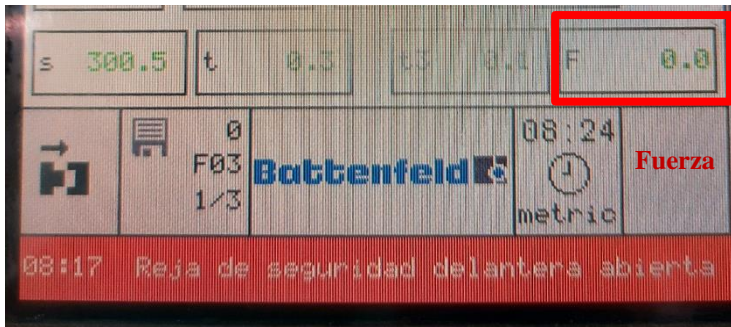 s 300.5 t 0.3 t3 0.1 F 0.0
0 08:24
F03 Battenfeld Fuerza
1/3 metric
08:17 Reja de seguridad delantera abierta